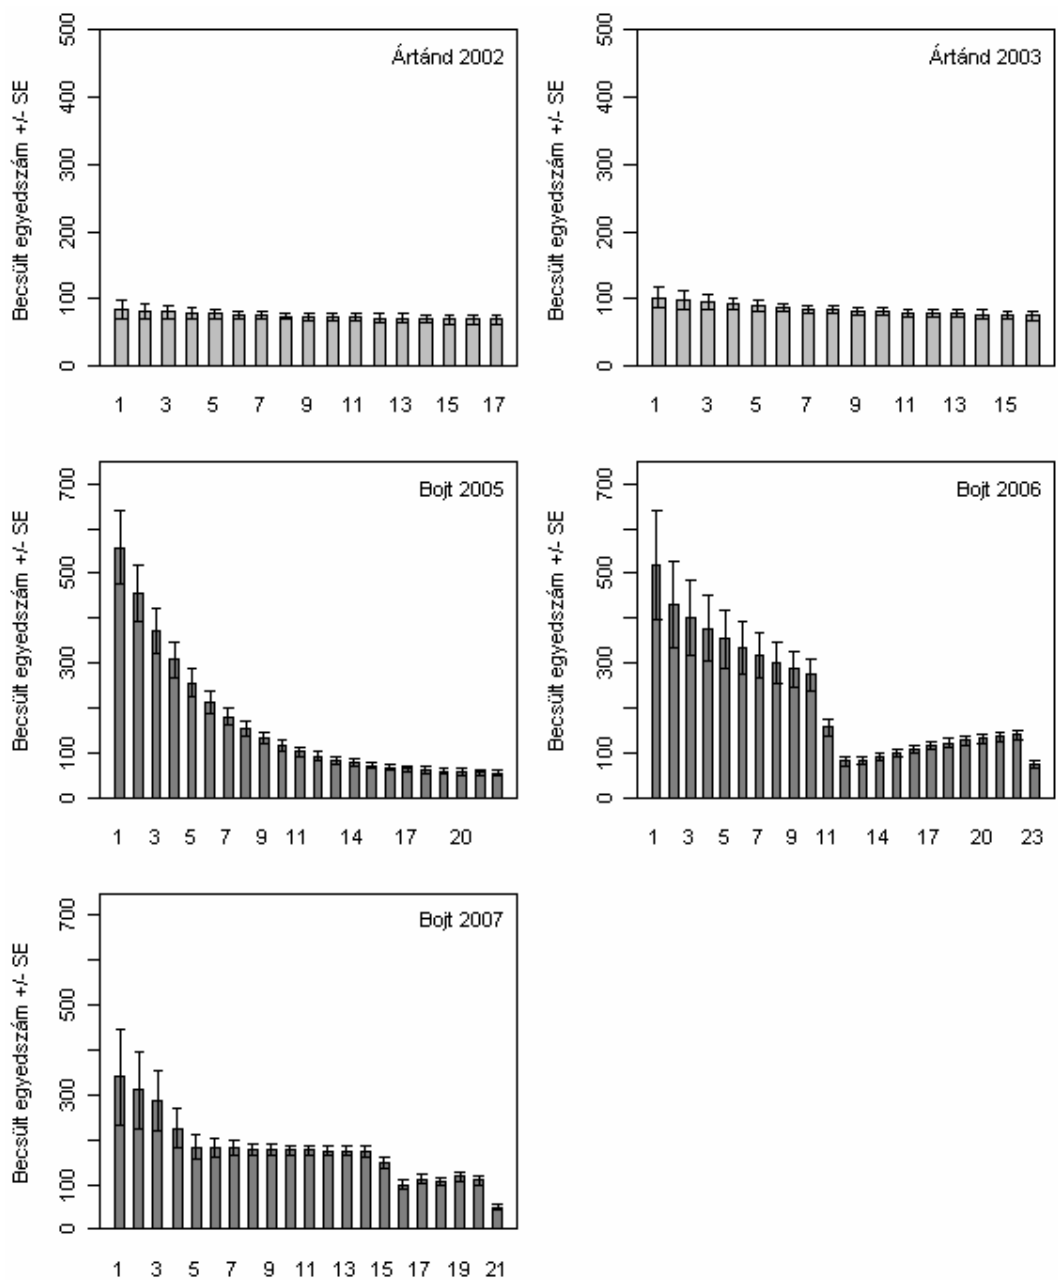 Ártánd 2002
Becsült egyedszám +/- SE
500
400
300
200
100
0
1 3 5 7 9 11 13 15 17
Ártánd 2003
Becsült egyedszám +/- SE
500
400
300
200
100
0
1 3 5 7 9 11 13 15
Bojt 2005
Becsült egyedszám +/- SE
700
500
300
100
0
1 3 5 7 9 11 14 17 20
Bojt 2006
Becsült egyedszám +/- SE
700
500
300
100
0
1 3 5 7 9 11 14 17 20 23
Bojt 2007
Becsült egyedszám +/- SE
700
500
300
100
0
1 3 5 7 9 11 13 15 17 19 21